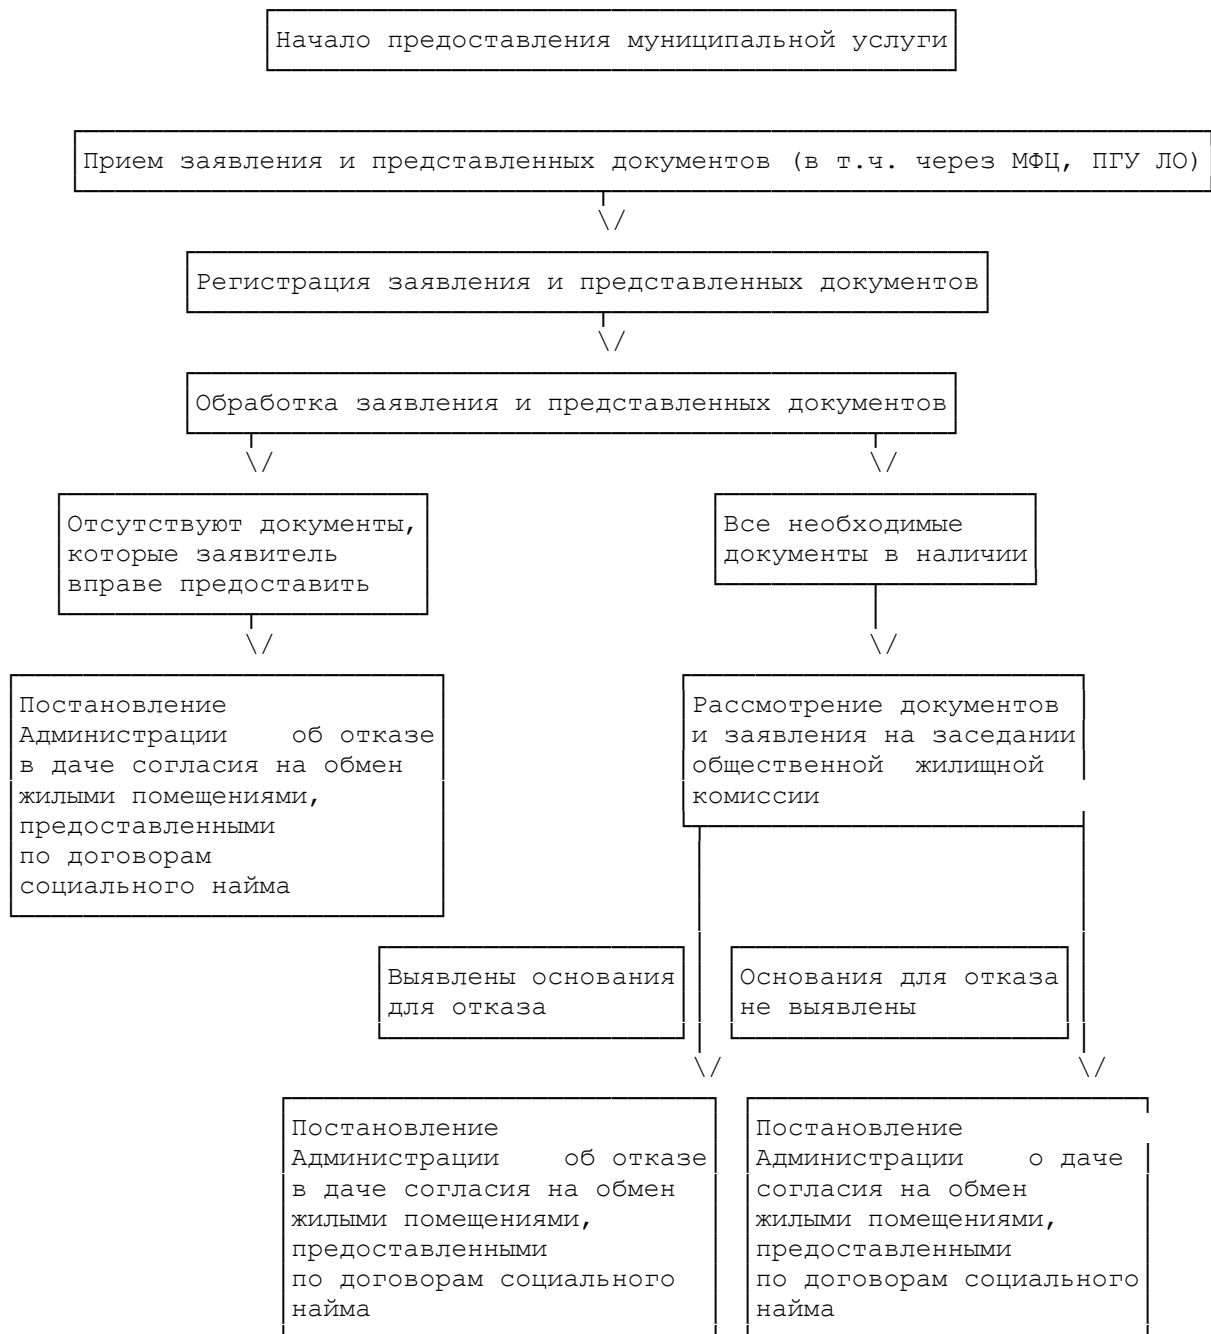 Начало предоставления муниципальной услуги
Прием заявления и представленных документов (в т.ч. через МФЦ, ПГУ ЛО)
Регистрация заявления и представленных документов
Обработка заявления и представленных документов
Отсутствуют документы,
которые заявитель
вправе предоставить
Все необходимые
документы в наличии
Постановление
Администрации об отказе
в даче согласия на обмен
жилыми помещениями,
предоставленными
по договорам
социального найма
Рассмотрение документов
и заявления на заседании
общественной жилищной
комиссии
Выявлены основания
для отказа
Основания для отказа
не выявлены
Постановление
Администрации об отказе
в даче согласия на обмен
жилыми помещениями,
предоставленными
по договорам социального
найма
Постановление
Администрации о даче
согласия на обмен
жилыми помещениями,
предоставленными
по договорам социального
найма